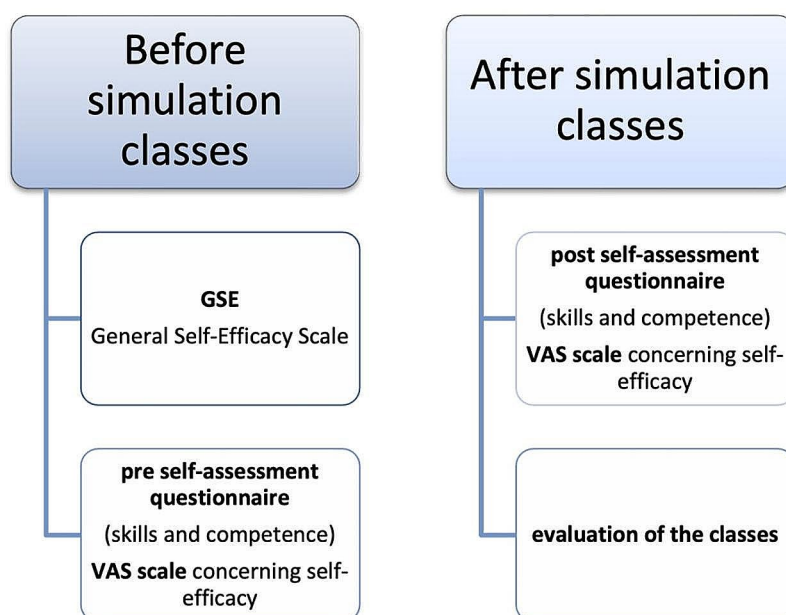 Before
simulation
classes
GSE
General Self-Efficacy Scale
pre self-assessment
questionnaire
(skills and competence)
VAS scale concerning self-
efficacy
After simulation
classes
post self-assessment
questionnaire
(skills and competence)
VAS scale concerning self-
efficacy
evaluation of the classes